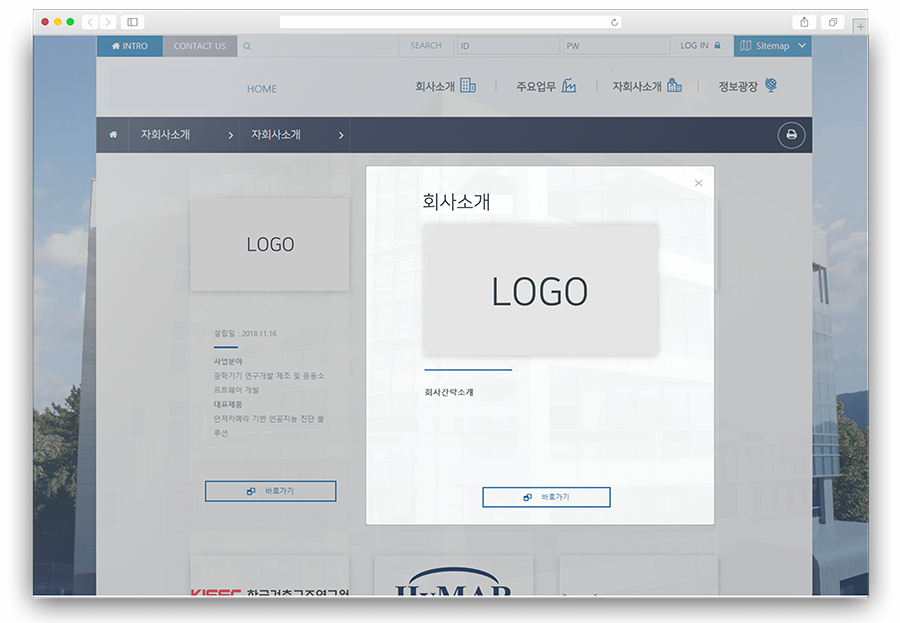 INTRO
CONTACT US
SEARCH
ID
PW
LOG IN
Sitemap
HOME
회사소개
주요업무
자회사소개
정보광장
자회사소개
자회사소개
LOGO
설립일 : 2018.11.16
사업분야
광학기기 연구개발 제조 및 응용소
프트웨어 개발
대표제품
안저카메라 기반 인공지능 진단 솔
루션
바로가기
회사소개
LOGO
회사간략소개
바로가기
한국건축구조연구원
HuMAP